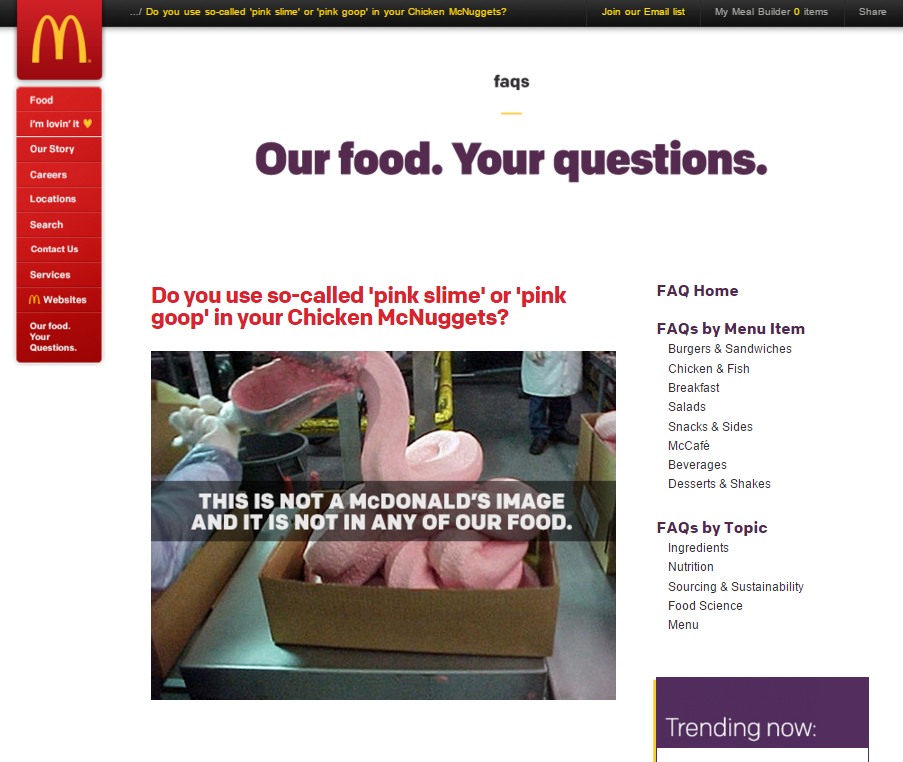 .../ Do you use so-called 'pink slime' or 'pink goop' in your Chicken McNuggets?
Join our Email list
My Meal Builder 0 items
Share
Food
i'm lovin' it
Our Story
Careers
Locations
Search
Contact Us
Services
Websites
Our food.
Your
Questions.
faqs
Our food. Your questions.
Do you use so-called 'pink slime' or 'pink
goop' in your Chicken McNuggets?
THIS IS NOT A McDONALD'S IMAGE
AND IT IS NOT IN ANY OF OUR FOOD.
FAQ Home
FAQs by Menu Item
Burgers & Sandwiches
Chicken & Fish
Breakfast
Salads
Snacks & Sides
McCafé
Beverages
Desserts & Shakes
FAQs by Topic
Ingredients
Nutrition
Sourcing & Sustainability
Food Science
Menu
Trending now: